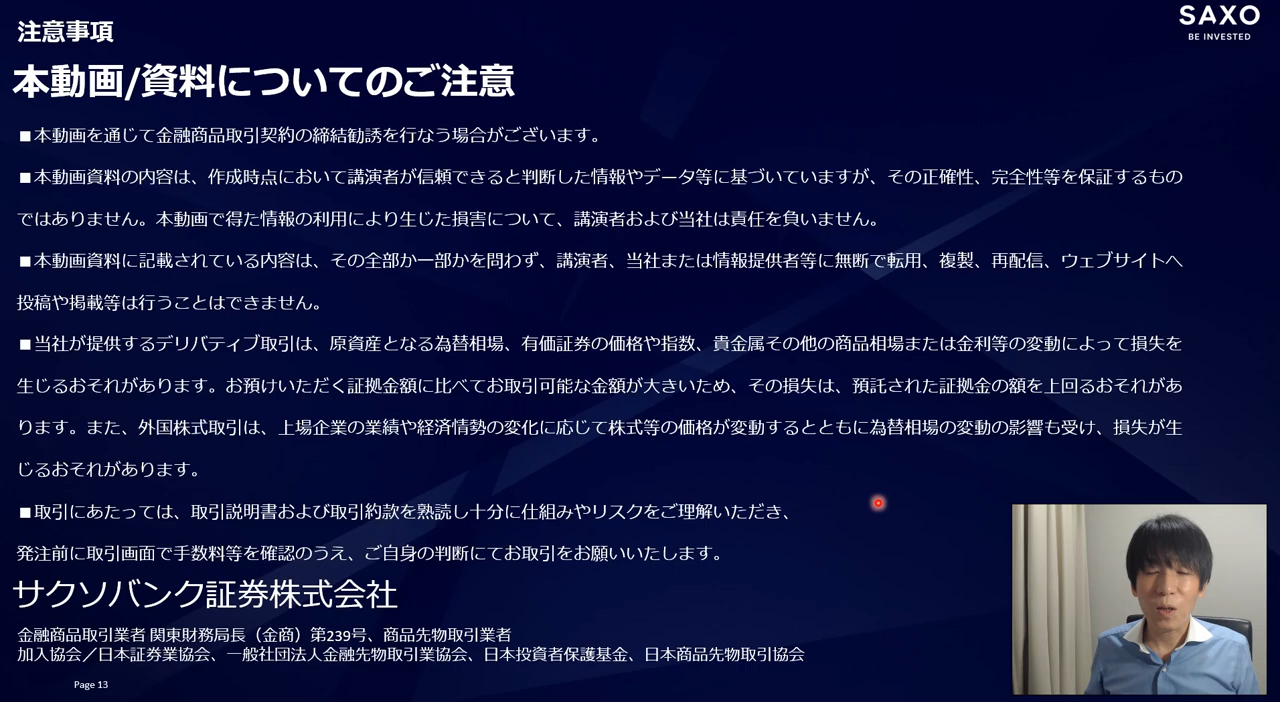 注意事項
SAXO
BE INVESTED
本動画/資料についてのご注意
■本動画を通じて金融商品取引契約の締結勧誘を行なう場合がございます。
■本動画資料の内容は、作成時点において講演者が信頼できると判断した情報やデータ等に基づいていますが、その正確性、完全性等を保証するもの
ではありません。本動画で得た情報の利用により生じた損害について、講演者および当社は責任を負いません。
■本動画資料に記載されている内容は、その全部か一部かを問わず、講演者、当社または情報提供者等に無断で転用、複製、再配信、ウェブサイトへ
投稿や掲載等は行うことはできません。
■当社が提供するデリバティブ取引は、原資産となる為替相場、有価証券の価格や指数、貴金属その他の商品相場または金利等の変動によって損失を
生じるおそれがあります。お預けいただく証拠金額に比べてお取引可能な金額が大きいため、その損失は、預託された証拠金の額を上回るおそれがあ
ります。また、外国株式取引は、上場企業の業績や経済情勢の変化に応じて株式等の価格が変動するとともに為替相場の変動の影響も受け、損失が生
じるおそれがあります。
■取引にあたっては、取引説明書および取引約款を熟読し十分に仕組みやリスクをご理解いただき、
発注前に取引画面で手数料等を確認のうえ、ご自身の判断にてお取引をお願いいたします。
サクソバンク証券株式会社
金融商品取引業者 関東財務局長（金商）第239号、商品先物取引業者
加入協会／日本証券業協会、一般社団法人金融先物取引業協会、日本投資者保護基金、日本商品先物取引協会
Page 13